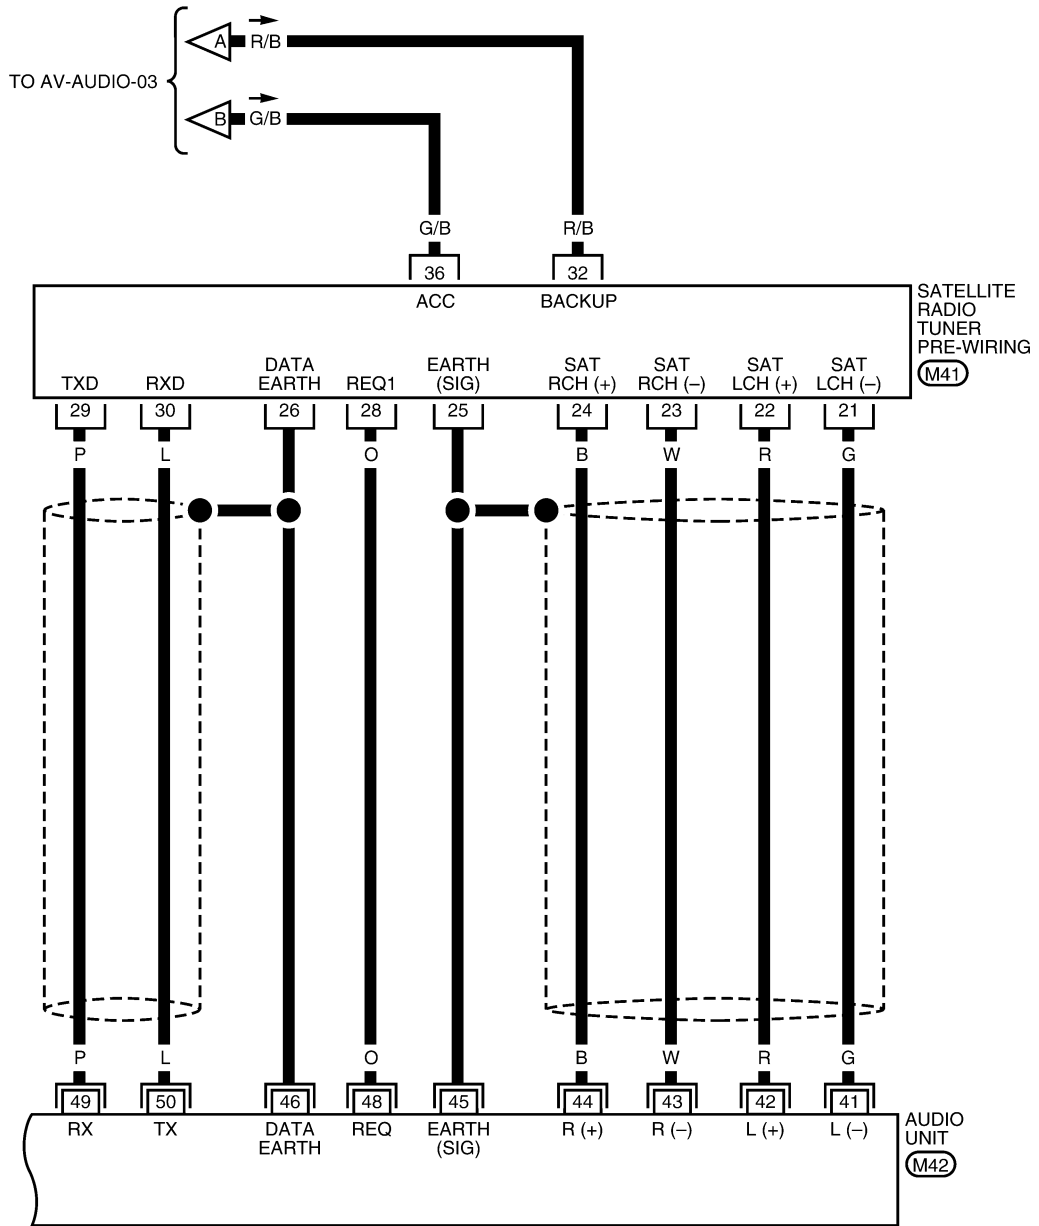 A R/B
TO AV-AUDIO-03
B G/B
G/B R/B
36 32
ACC BACKUP
SATELLITE
RADIO
TUNER
PRE-WIRING
M41
TXD RXD DATA EARTH REQ1 EARTH (SIG) SAT RCH (+) SAT RCH (–) SAT LCH (+) SAT LCH (–)
29 30 26 28 25 24 23 22 21
P L O B W R G
P L O B W R G
49 50 46 48 45 44 43 42 41
RX TX DATA EARTH REQ EARTH (SIG) R (+) R (–) L (+) L (–)
AUDIO
UNIT
M42